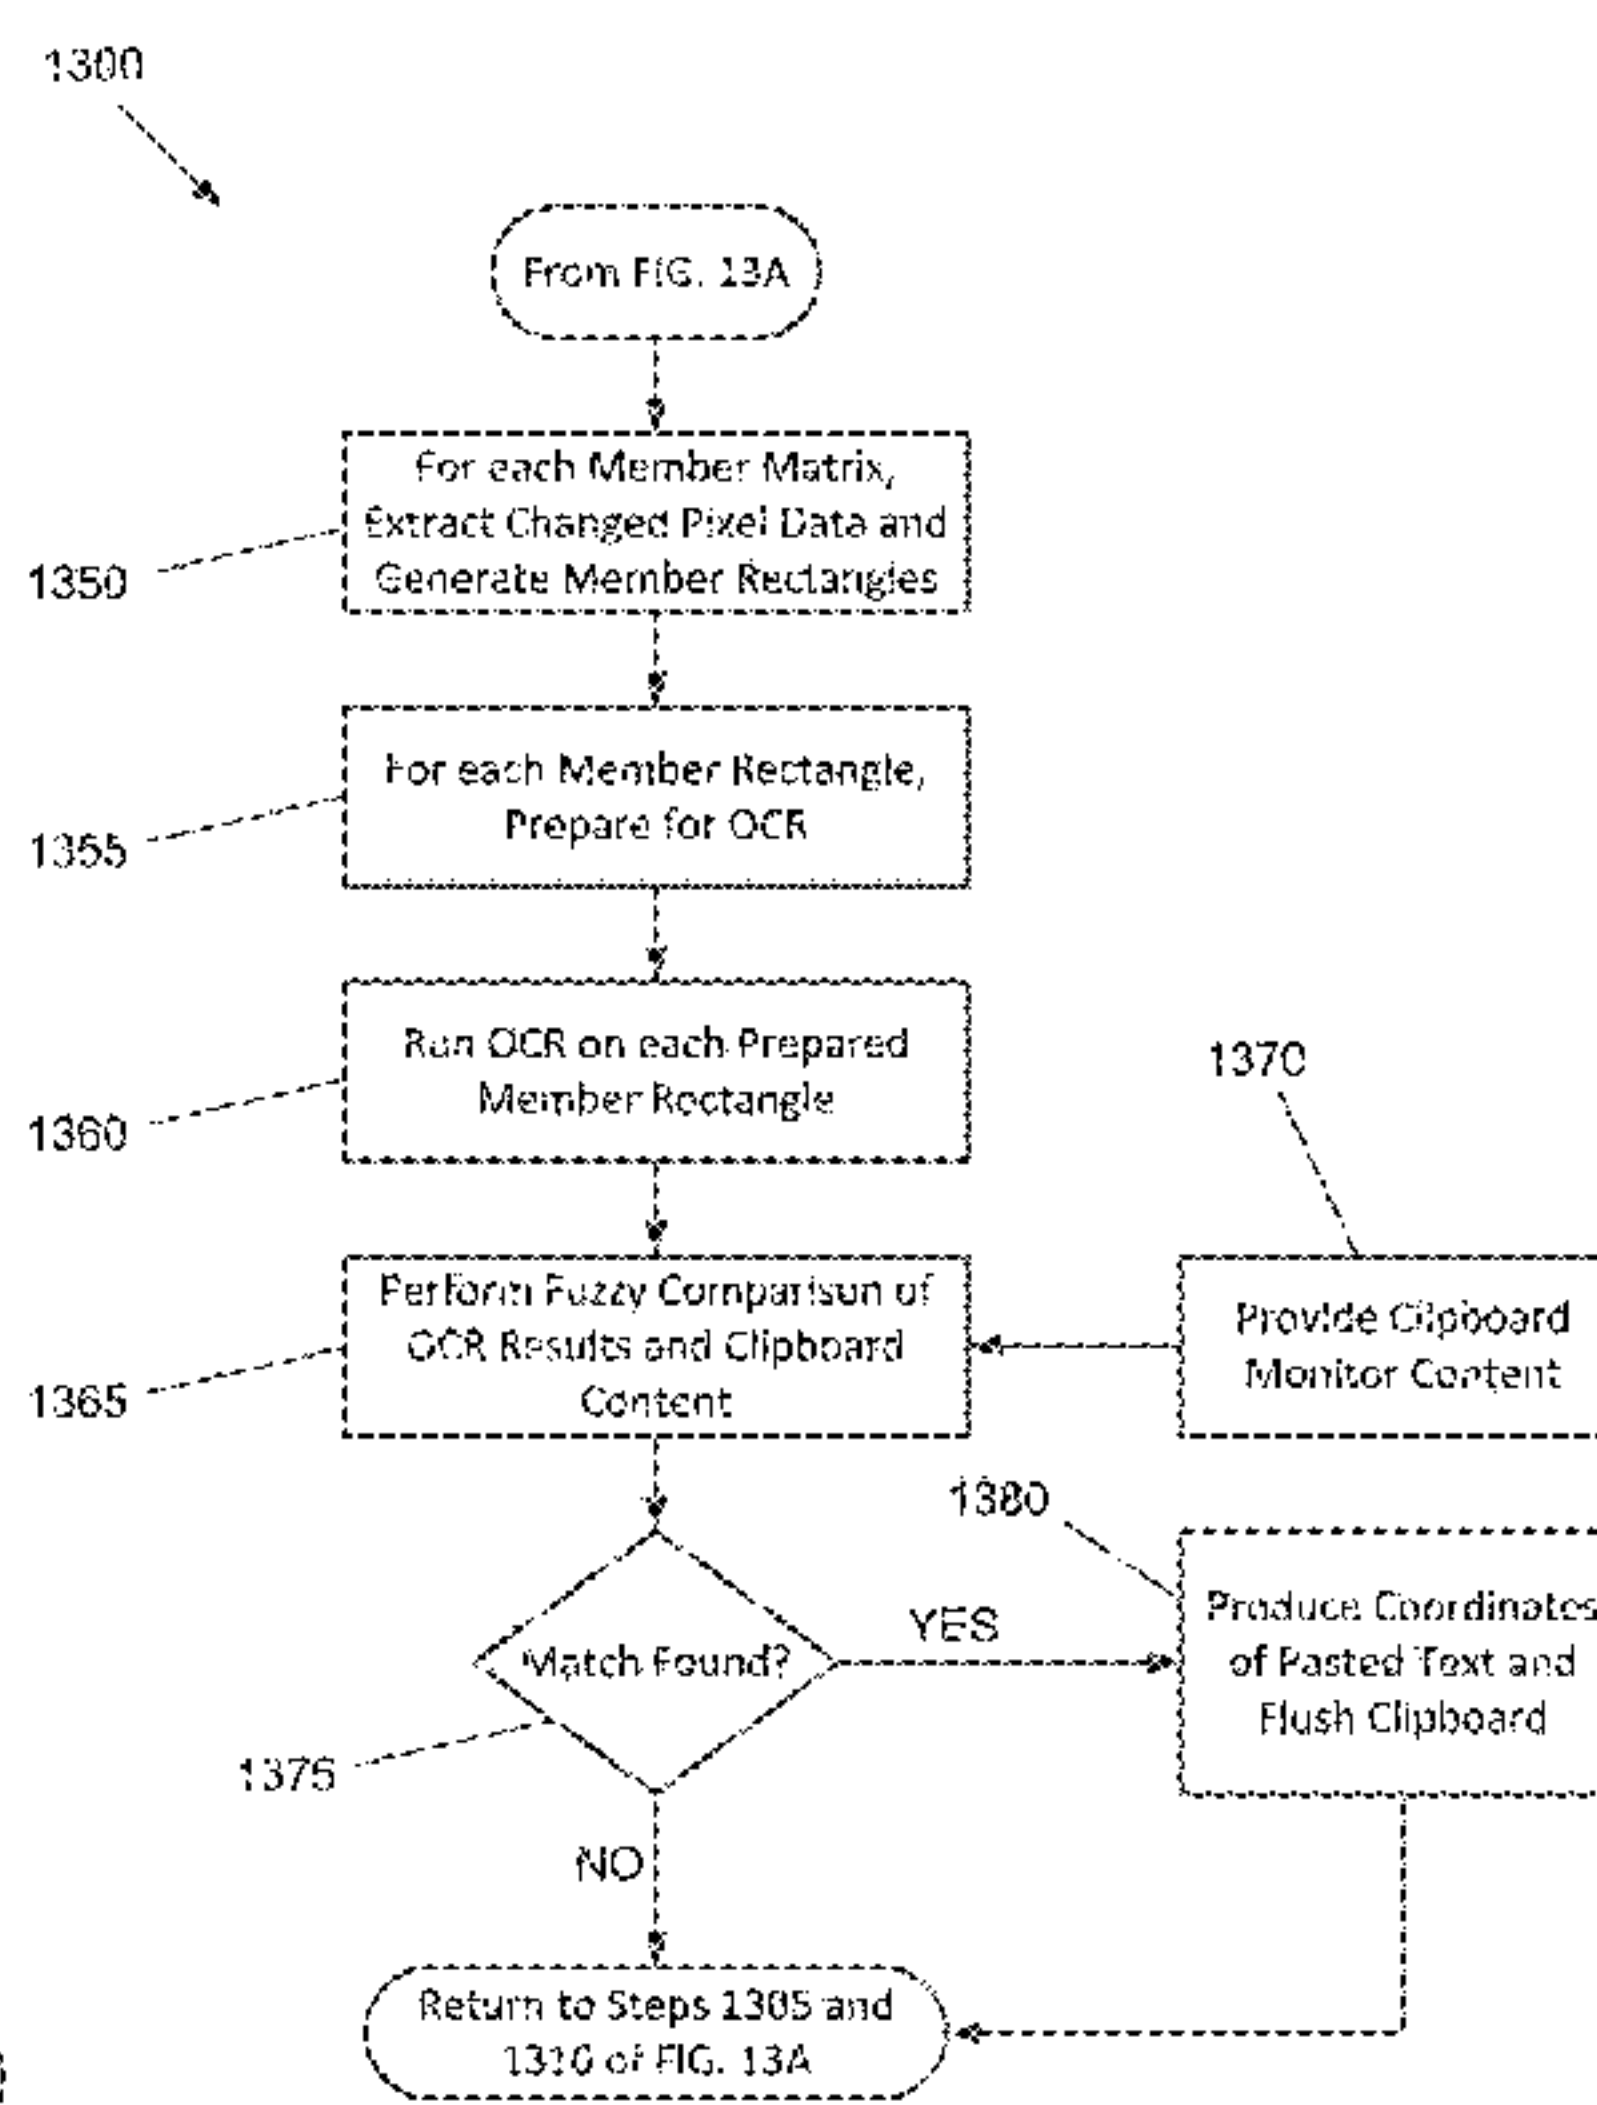 1300
From FIG. 13A
For each Member Matrix,
Extract Changed Pixel Data and
Generate Member Rectangles
1350
For each Member Rectangle,
Prepare for OCR
1355
Run OCR on each Prepared
Member Rectangle
1360
1370
Perform Fuzzy Comparison of
OCR Results and Clipboard
Content
1365
Provide Clipboard
Monitor Content
1380
Match Found?
YES
Produce Coordinates
of Pasted Text and
Flush Clipboard
1375
NO
Return to Steps 1305 and
1310 of FIG. 13A